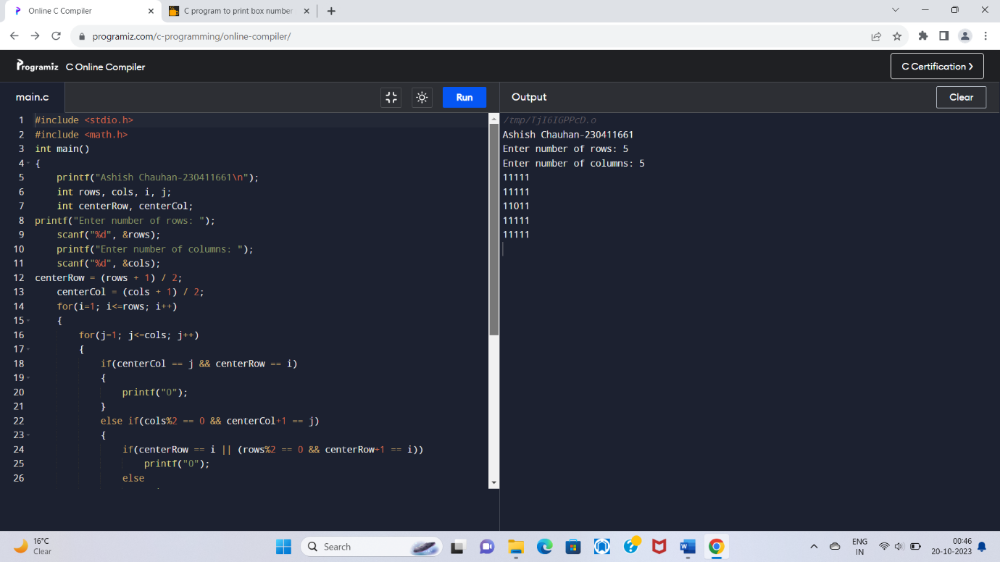 Online C Compiler
C program to print box number
programiz.com/c-programming/online-compiler/
Programiz C Online Compiler
C Certification
main.c
Run
Output
Clear
1 #include <stdio.h>
2 #include <math.h>
3 int main()
4 {
5 printf("Ashish Chauhan-230411661\n");
6 int rows, cols, i, j;
7 int centerRow, centerCol;
8 printf("Enter number of rows: ");
9 scanf("%d", &rows);
10 printf("Enter number of columns: ");
11 scanf("%d", &cols);
12 centerRow = (rows + 1) / 2;
13 centerCol = (cols + 1) / 2;
14 for(i=1; i<=rows; i++)
15 {
16 for(j=1; j<=cols; j++)
17 {
18 if(centerCol == j && centerRow == i)
19 {
20 printf("0");
21 }
22 else if(cols%2 == 0 && centerCol+1 == j)
23 {
24 if(centerRow == i || (rows%2 == 0 && centerRow+1 == i))
25 printf("0");
26 else
/tmp/TjI6IGPPcD.o
Ashish Chauhan-230411661
Enter number of rows: 5
Enter number of columns: 5
11111
11111
11011
11111
11111
16°C
Clear
Search
ENG
IN
00:46
20-10-2023